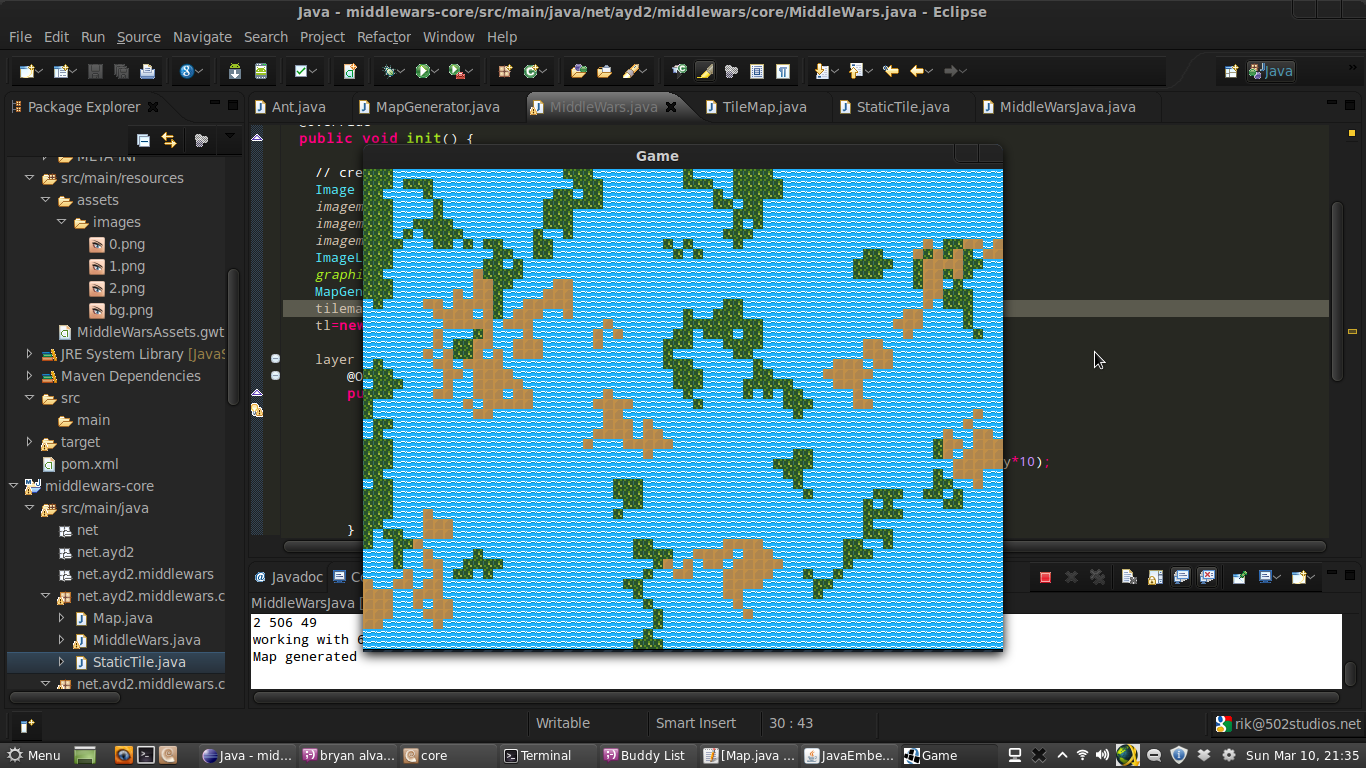 Java - middlewars-core/src/main/java/net/ayd2/middlewars/core/MiddleWars.java - Eclipse
File Edit Run Source Navigate Search Project Refactor Window Help
Java
Package Explorer
Ant.java MapGenerator.java MiddleWars.java TileMap.java StaticTile.java MiddleWarsJava.java
META-INF
src/main/resources
assets
images
0.png
1.png
2.png
bg.png
MiddleWarsAssets.gwt
JRE System Library [JavaS
Maven Dependencies
src
main
target
pom.xml
middlewars-core
src/main/java
net
net.ayd2
net.ayd2.middlewars
net.ayd2.middlewars.c
Map.java
MiddleWars.java
StaticTile.java
net.ayd2.middlewars.c
@Override
public void init() {
// cre
Image
imagem
imagem
imagem
ImageL
graphi
MapGen
tilema
tl=new
layer
@O
pu
y*10);
}
Game
Javadoc Co
MiddleWarsJava [
2 506 49
working with 6
Map generated
Writable Smart Insert 30 : 43 rik@502studios.net
Menu Java - mid... bryan alva... core Terminal Buddy List [Map.java ... JavaEmbe... Game Sun Mar 10, 21:35